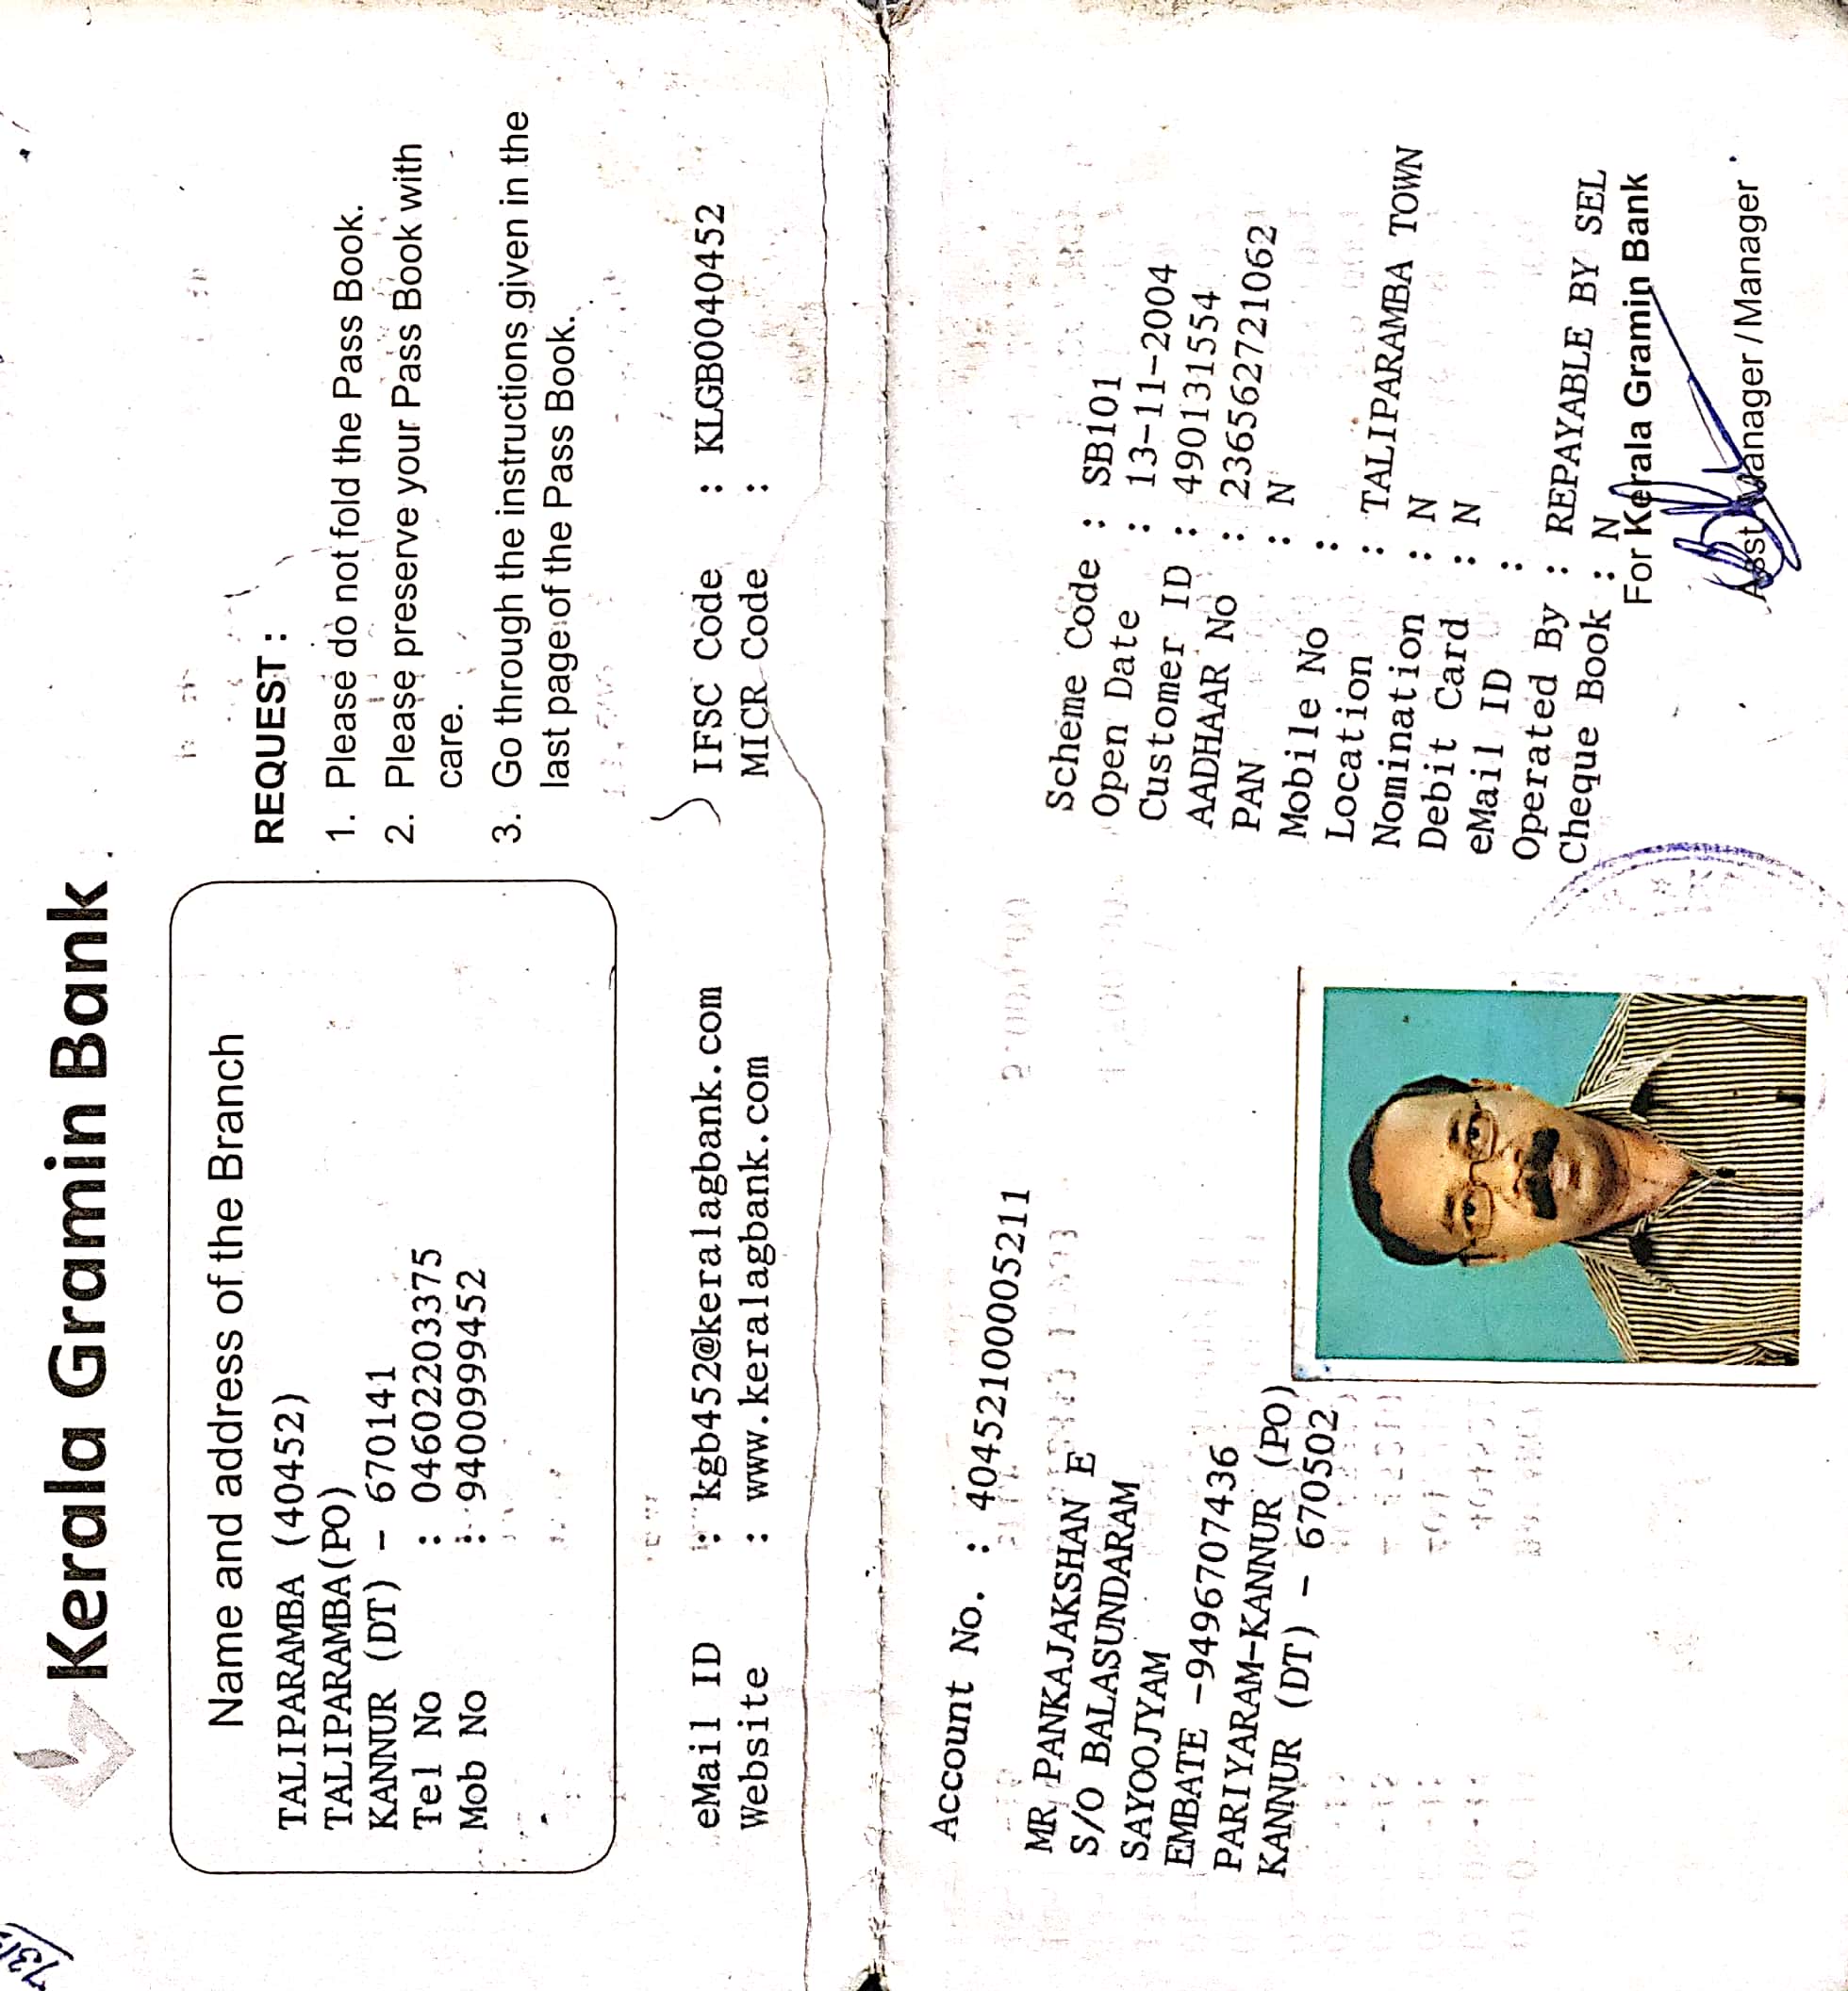 Kerala Gramin Bank
Name and address of the Branch
TALIPARAMBA (40452)
TALIPARAMBA(PO)
KANNUR (DT) - 670141
Tel No : 04602203375
Mob No : 9400999452
REQUEST :
1. Please do not fold the Pass Book.
2. Please preserve your Pass Book with
care.
3. Go through the instructions given in the
last page of the Pass Book.
eMail ID : kgb452@keralagbank.com
Website : www.keralagbank.com
IFSC Code : KLGB0040452
MICR Code :
Account No. : 40452100005211
MR PANKAJAKSHAN E
S/O BALASUNDARAM
SAYOOJYAM
EMBATE -9496707436
PARIYARAM-KANNUR (PO)
KANNUR (DT) - 670502
Scheme Code : SB101
Open Date : 13-11-2004
Customer ID : 490131554
AADHAAR No : 236562721062
PAN : N
Mobile No :
Location : TALIPARAMBA TOWN
Nomination : N
Debit Card : N
eMail ID :
Operated By : REPAYABLE BY SEL
Cheque Book : N
For Kerala Gramin Bank
Asst Manager / Manager